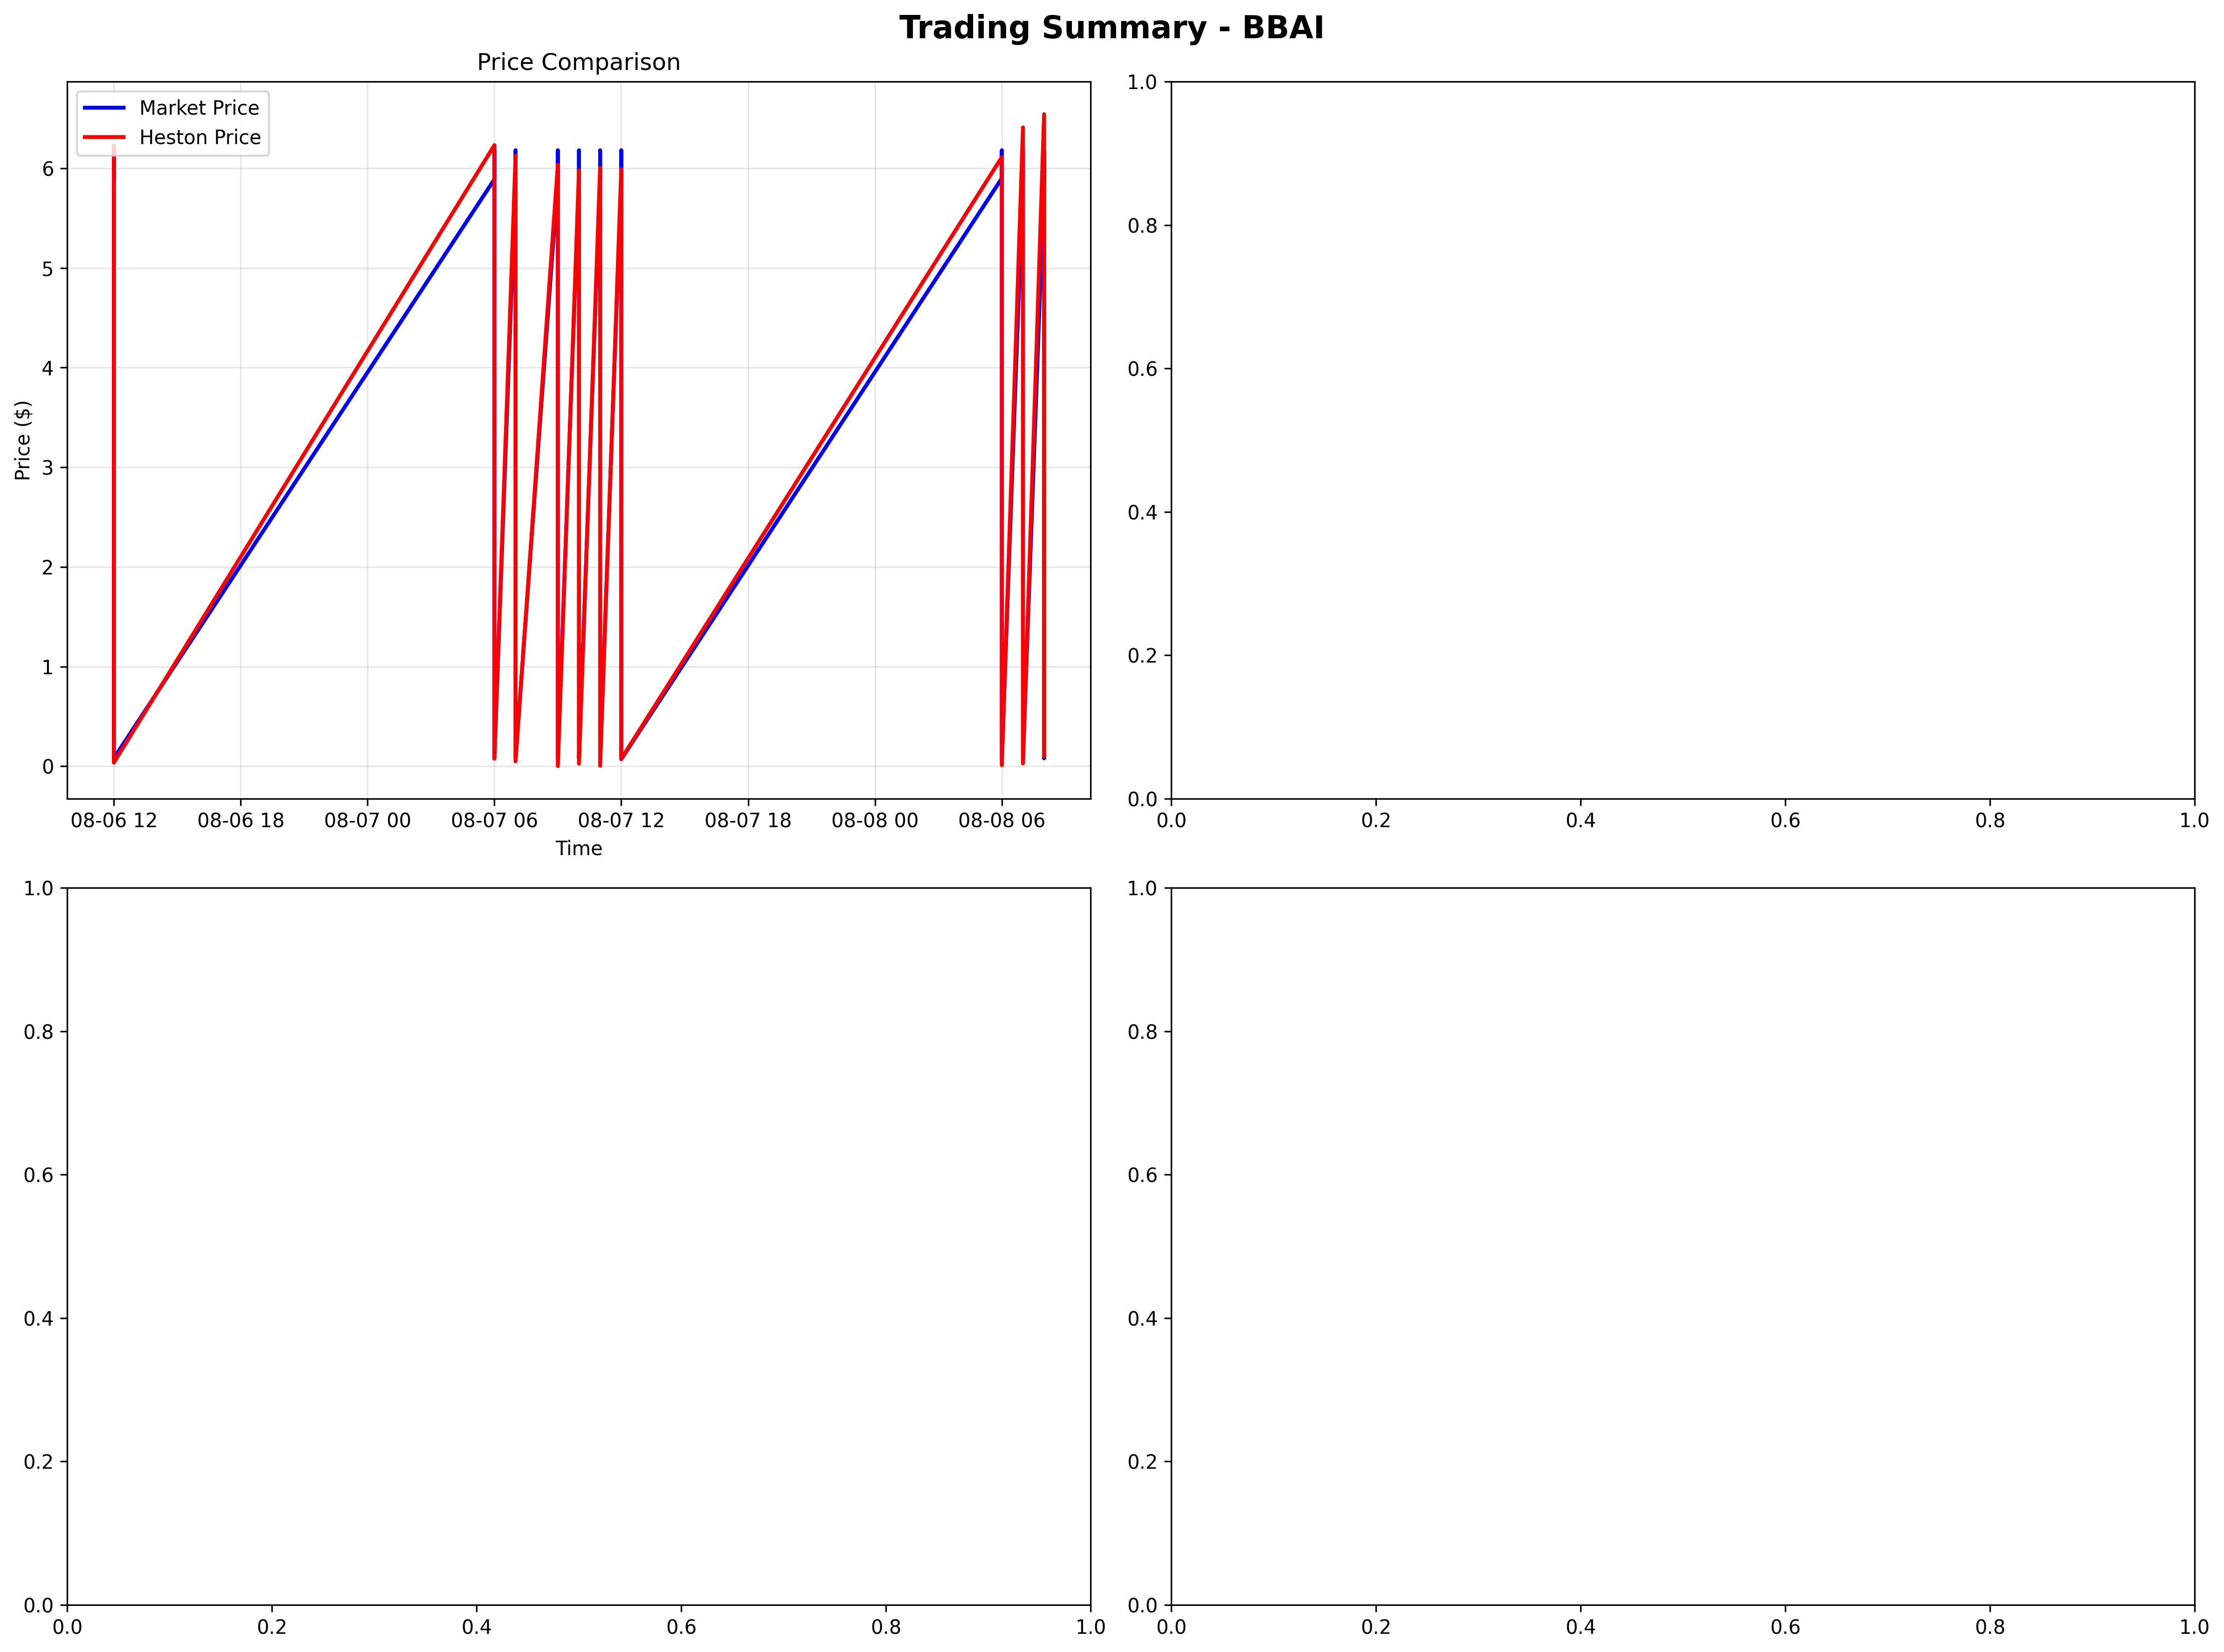 Trading Summary - BBAI
Price Comparison
Market Price
Heston Price
Price ($)
6
5
4
3
2
1
0
08-06 12 08-06 18 08-07 00 08-07 06 08-07 12 08-07 18 08-08 00 08-08 06
Time
1.0
0.8
0.6
0.4
0.2
0.0
0.0 0.2 0.4 0.6 0.8 1.0
1.0
0.8
0.6
0.4
0.2
0.0
0.0 0.2 0.4 0.6 0.8 1.0
1.0
0.8
0.6
0.4
0.2
0.0
0.0 0.2 0.4 0.6 0.8 1.0